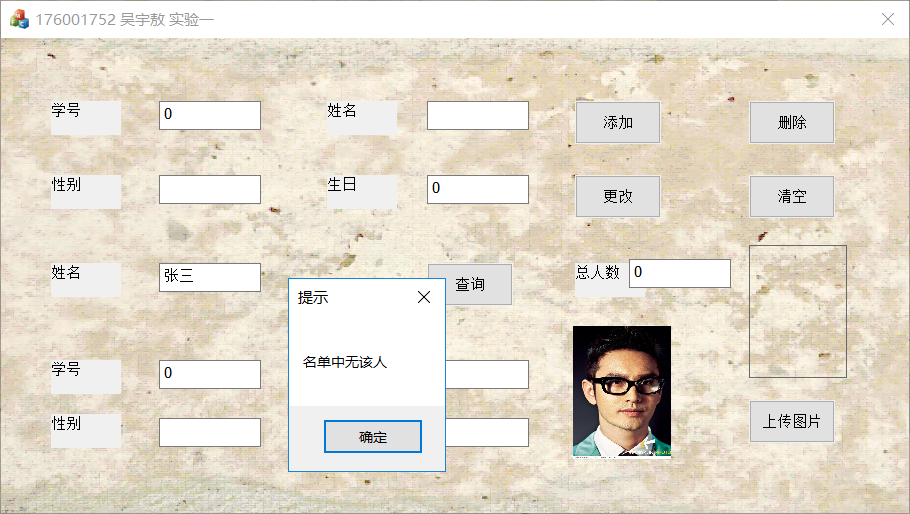 176001752 吴宇敖 实验一
学号 0 姓名 添加 删除
性别 生日 0 更改 清空
姓名 张三 查询 总人数 0
提示
名单中无该人
学号 0
确定
性别 上传图片